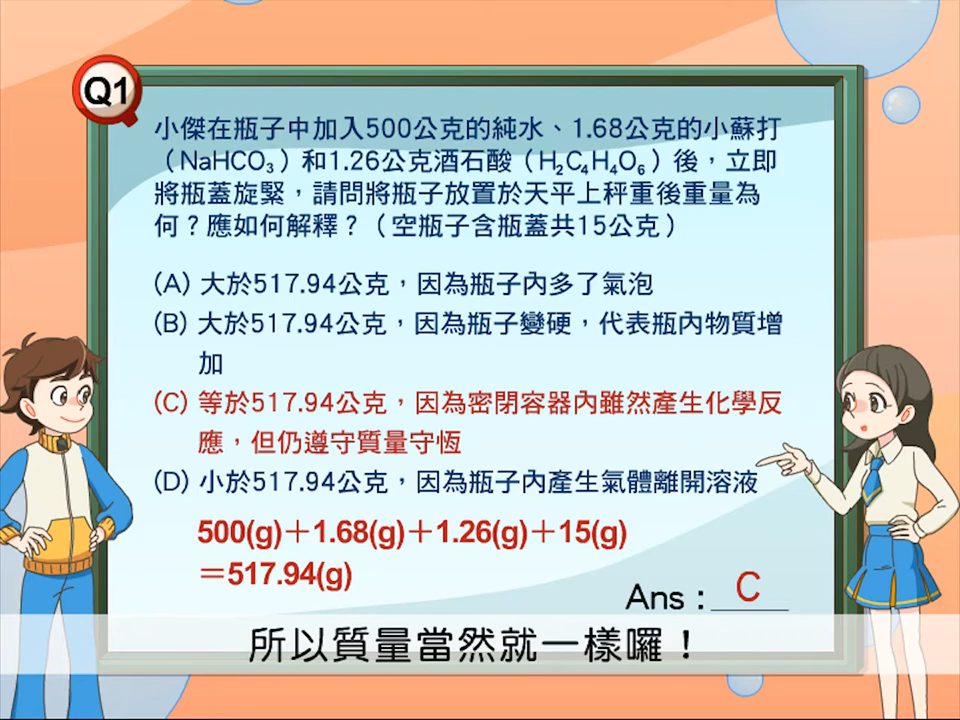 Q1
小傑在瓶子中加入500公克的純水、1.68公克的小蘇打
（NaHCO₃）和1.26公克酒石酸（H₂C₄H₄O₆）後，立即
將瓶蓋旋緊，請問將瓶子放置於天平上秤重後重量為
何？應如何解釋？（空瓶子含瓶蓋共15公克）
(A) 大於517.94公克，因為瓶子內多了氣泡
(B) 大於517.94公克，因為瓶子變硬，代表瓶內物質增
加
(C) 等於517.94公克，因為密閉容器內雖然產生化學反
應，但仍遵守質量守恆
(D) 小於517.94公克，因為瓶子內產生氣體離開溶液
500(g)＋1.68(g)＋1.26(g)＋15(g)
＝517.94(g)
Ans：C
所以質量當然就一樣囉！